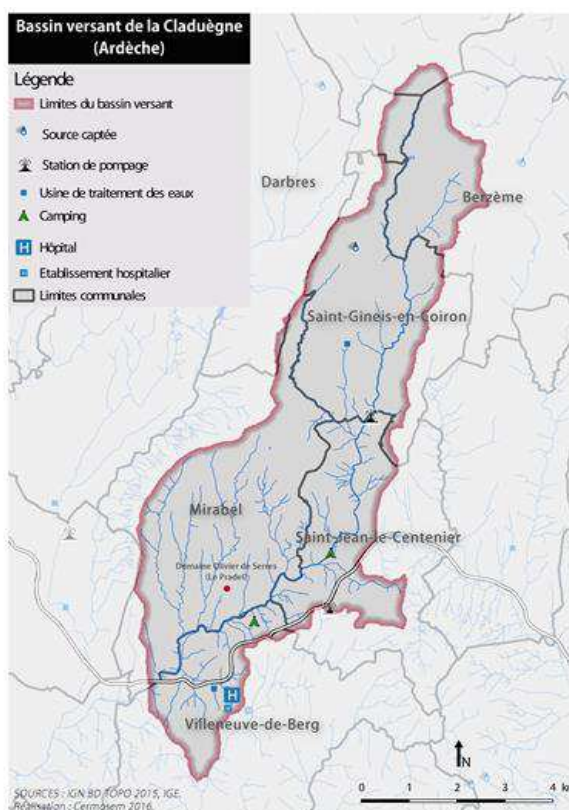 Bassin versant de la Claduègne
(Ardèche)
Légende
Limites du bassin versant
Source captée
Station de pompage
Usine de traitement des eaux
Camping
H
Hôpital
Etablissement hospitalier
Limites communales
Darbres
Berzème
Saint-Gineis-en-Coiron
Mirabel
Saint-Jean-le-Centenier
Domaine Olivier de Serres
(Le Pradel)
H
Villeneuve-de-Berg
N
0 1 2 3 4 km
SOURCES : IGN BD TOPO 2015, IGE.
Réalisation : Cermosem 2016.